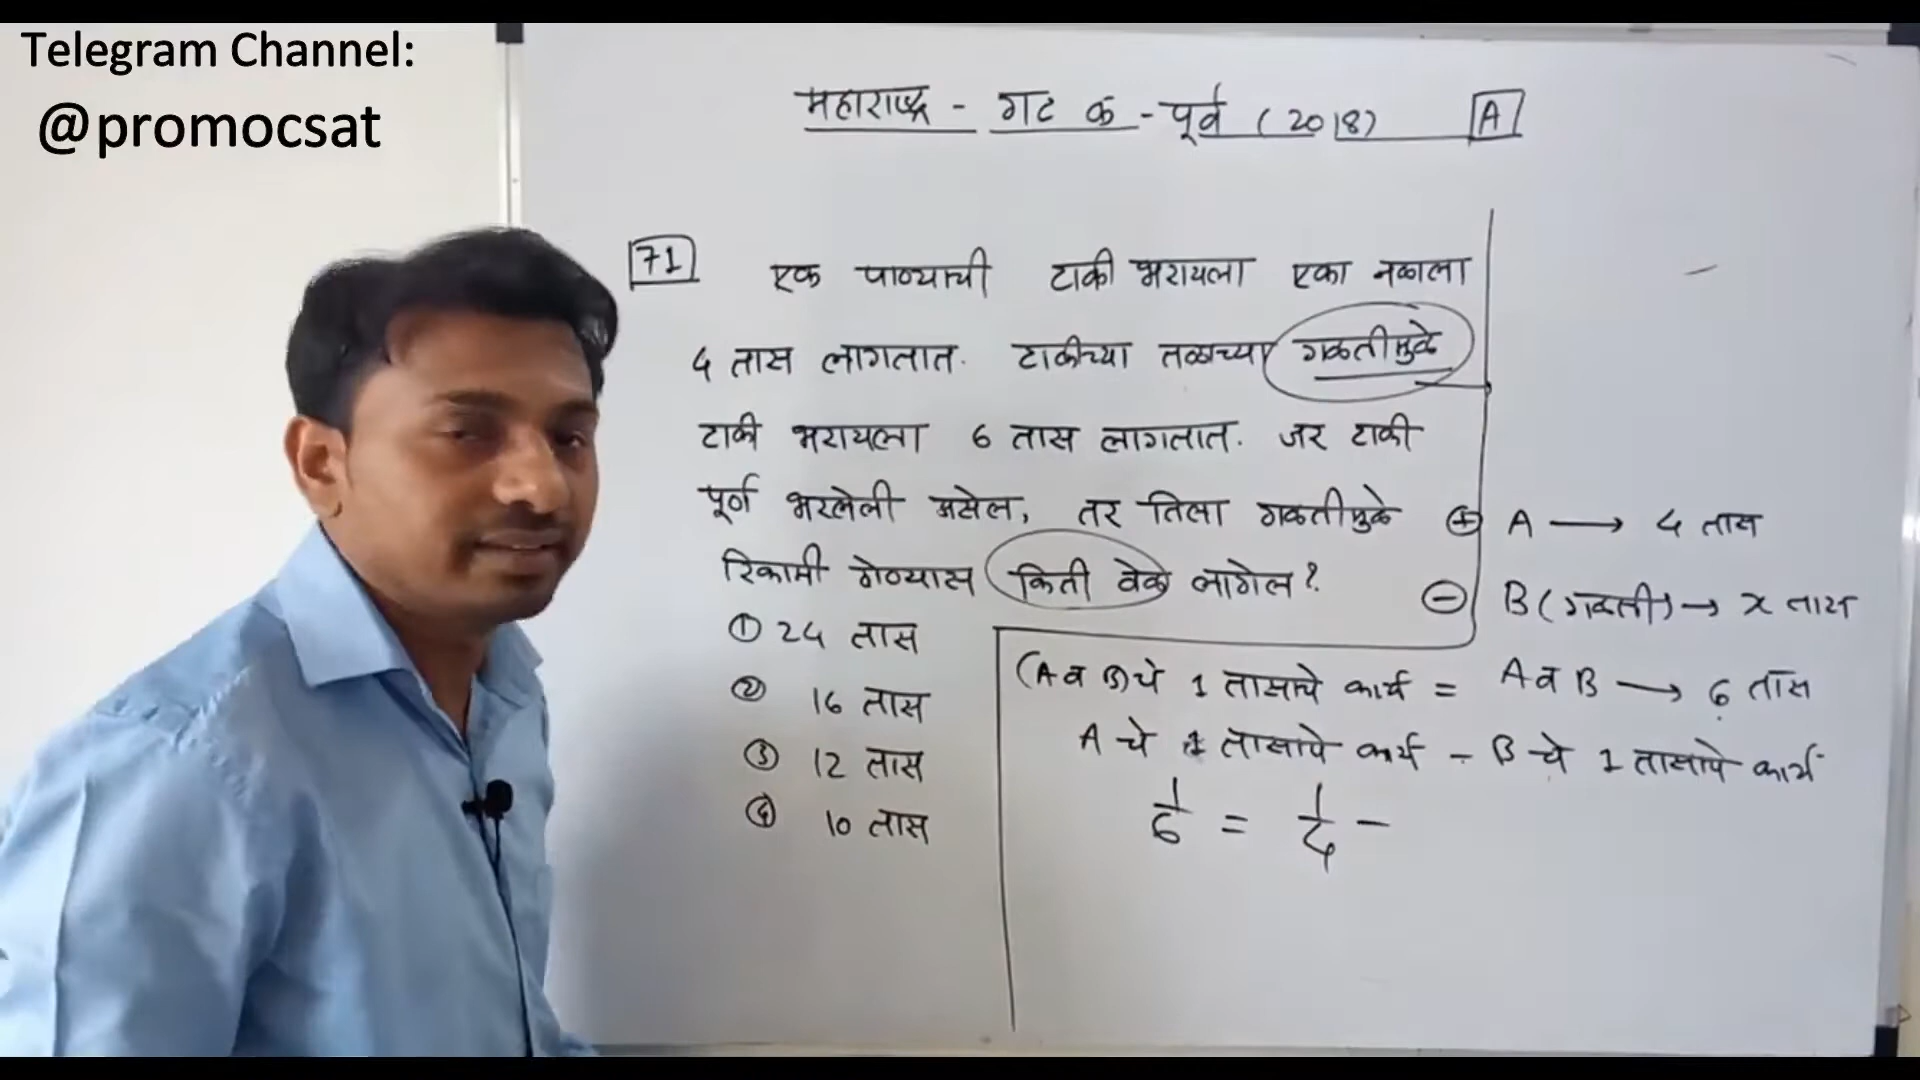 Telegram Channel:
@promocsat
महाराष्ट्र - गट क - पूर्व (2018) A
71 एक पाण्याची टाकी भरायला एका नळाला
4 तास लागतात. टाकीच्या तळाच्या गळतीमुळे
टाकी भरायला 6 तास लागतात. जर टाकी
पूर्ण भरलेली असेल, तर तिला गळतीमुळे
रिकामी होण्यास किती वेळ लागेल?
① 24 तास
② 16 तास
③ 12 तास
④ 10 तास
+ A → 4 तास
- B (गळती) → x तास
A व B → 6 तास
(A व B) चे 1 तासाचे कार्य =
A चे 1 तासाचे कार्य - B चे 1 तासाचे कार्य
1/6 = 1/4 -